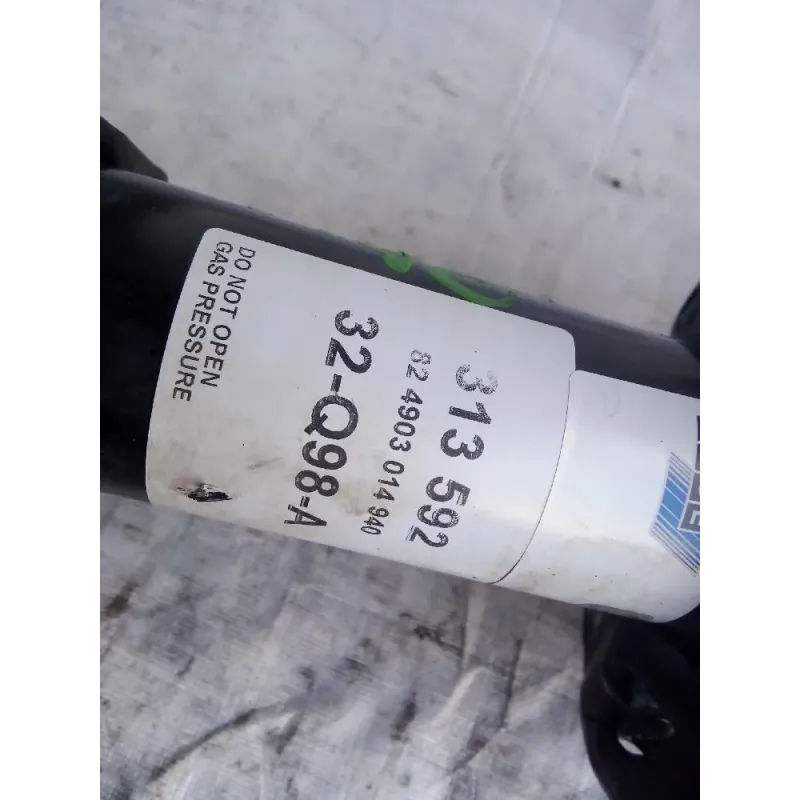 313 592
82 4903 014 940
32-Q98-A
DO NOT OPEN
GAS PRESSURE